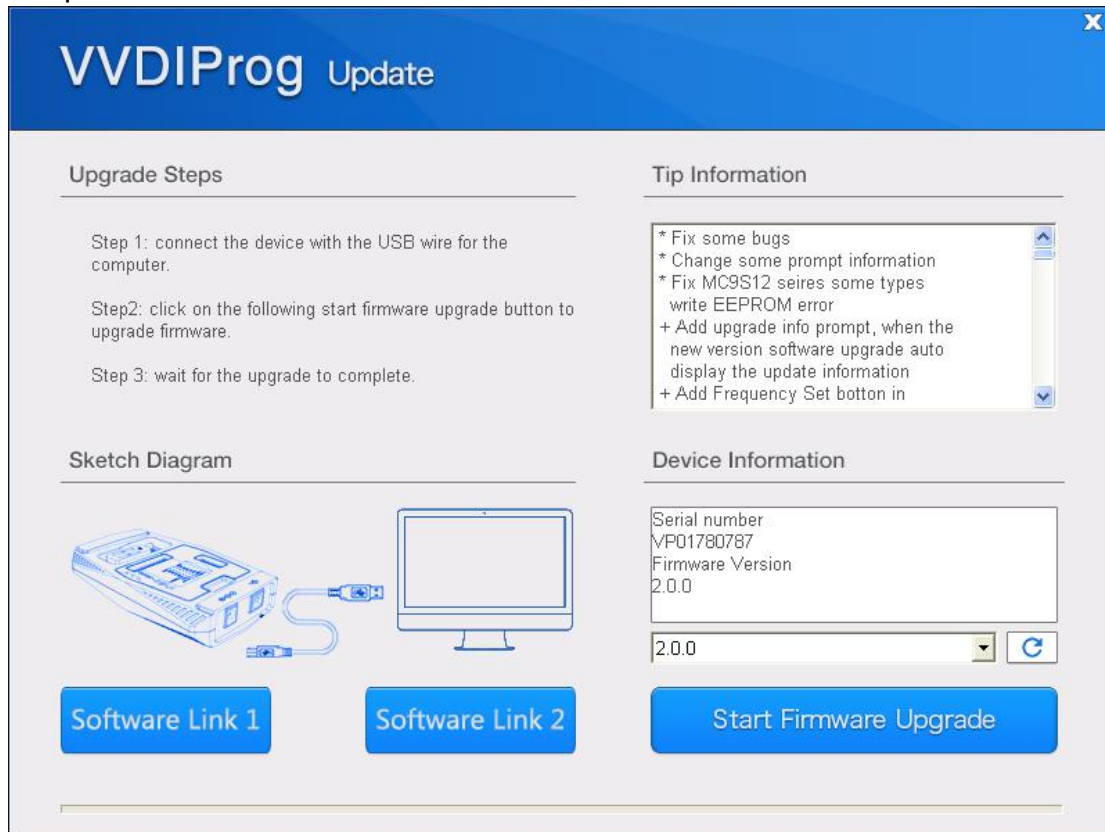 X
VVDIProg Update
Upgrade Steps
Step 1: connect the device with the USB wire for the
computer.
Step2: click on the following start firmware upgrade button to
upgrade firmware.
Step 3: wait for the upgrade to complete.
Tip Information
* Fix some bugs
* Change some prompt information
* Fix MC9S12 seires some types
write EEPROM error
+ Add upgrade info prompt, when the
new version software upgrade auto
display the update information
+ Add Frequency Set botton in
Sketch Diagram
Device Information
Serial number
VP01780787
Firmware Version
2.0.0
2.0.0
Software Link 1
Software Link 2
Start Firmware Upgrade